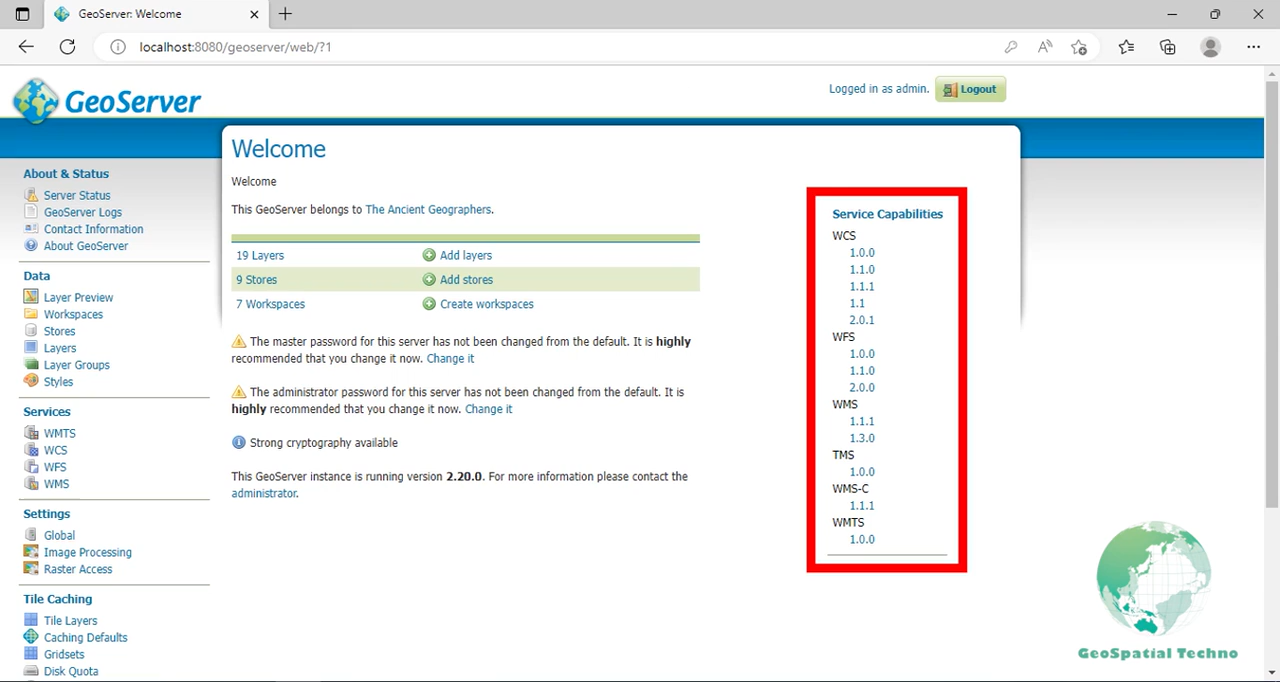 GeoServer: Welcome
localhost:8080/geoserver/web/?1
GeoServer
Logged in as admin.
Logout
About & Status
Server Status
GeoServer Logs
Contact Information
About GeoServer
Data
Layer Preview
Workspaces
Stores
Layers
Layer Groups
Styles
Services
WMTS
WCS
WFS
WMS
Settings
Global
Image Processing
Raster Access
Tile Caching
Tile Layers
Caching Defaults
Gridsets
Disk Quota
Welcome
Welcome
This GeoServer belongs to The Ancient Geographers.
19 Layers Add layers
9 Stores Add stores
7 Workspaces Create workspaces
The master password for this server has not been changed from the default. It is highly
recommended that you change it now. Change it
The administrator password for this server has not been changed from the default. It is
highly recommended that you change it now. Change it
Strong cryptography available
This GeoServer instance is running version 2.20.0. For more information please contact the
administrator.
Service Capabilities
WCS
1.0.0
1.1.0
1.1.1
1.1
2.0.1
WFS
1.0.0
1.1.0
2.0.0
WMS
1.1.1
1.3.0
TMS
1.0.0
WMS-C
1.1.1
WMTS
1.0.0
GeoSpatial Techno